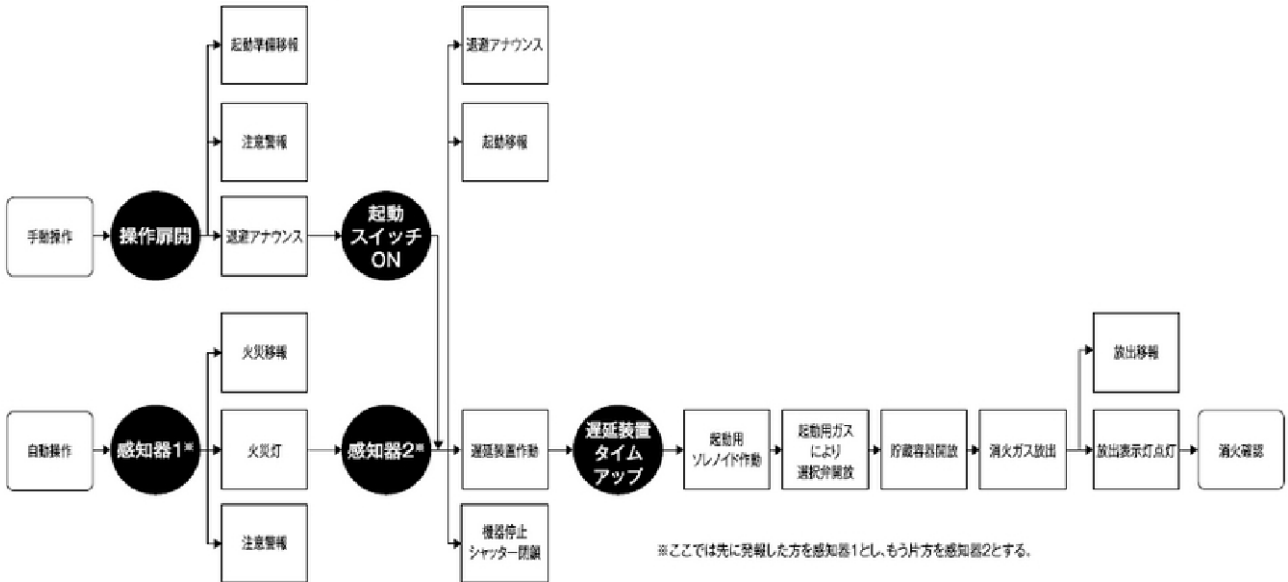 起動準備移報
注意警報
手動操作
操作扉開
退避アナウンス
起動
スイッチ
ON
退避アナウンス
起動移報
火災移報
自動操作
感知器1※
火災灯
注意警報
感知器2※
遅延装置作動
機器停止
シャッター閉鎖
遅延装置
タイム
アップ
起動用
ソレノイド作動
起動用ガス
により
選択弁開放
貯蔵容器開放
消火ガス放出
放出移報
放出表示灯点灯
消火確認
※ここでは先に発報した方を感知器1とし、もう片方を感知器2とする。